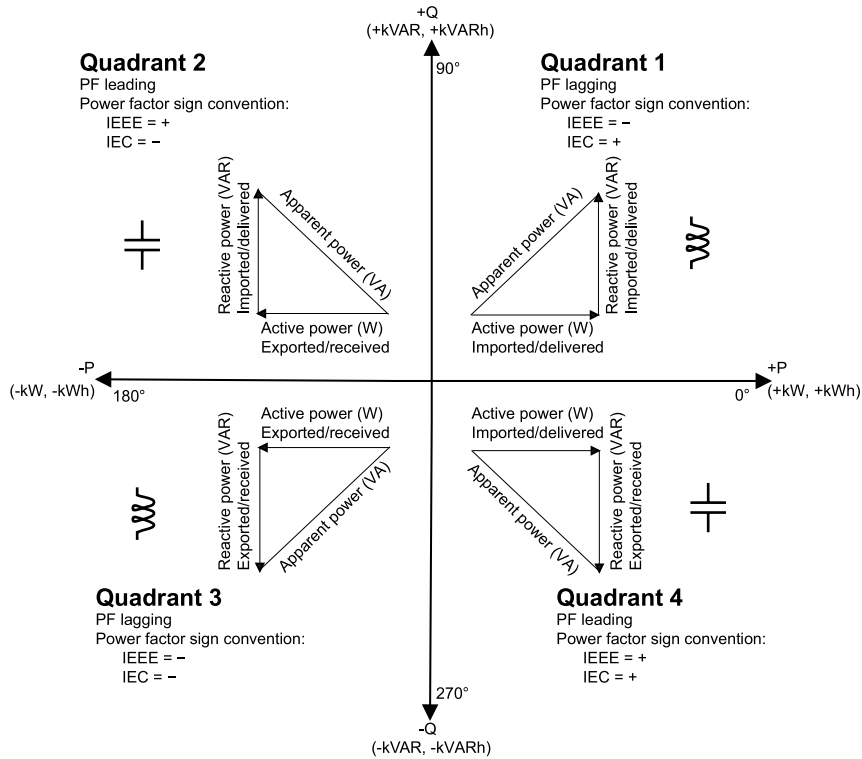 +Q
(+kVAR, +kVARh)
90°
Quadrant 2
PF leading
Power factor sign convention:
IEEE = +
IEC = −
Reactive power (VAR)
Imported/delivered
Apparent power (VA)
Active power (W)
Exported/received
Quadrant 1
PF lagging
Power factor sign convention:
IEEE = −
IEC = +
Apparent power (VA)
Reactive power (VAR)
Imported/delivered
Active power (W)
Imported/delivered
-P
(-kW, -kWh)
180°
0°
+P
(+kW, +kWh)
Active power (W)
Exported/received
Reactive power (VAR)
Exported/received
Apparent power (VA)
Quadrant 3
PF lagging
Power factor sign convention:
IEEE = −
IEC = −
Active power (W)
Imported/delivered
Apparent power (VA)
Reactive power (VAR)
Exported/received
Quadrant 4
PF leading
Power factor sign convention:
IEEE = +
IEC = +
270°
-Q
(-kVAR, -kVARh)